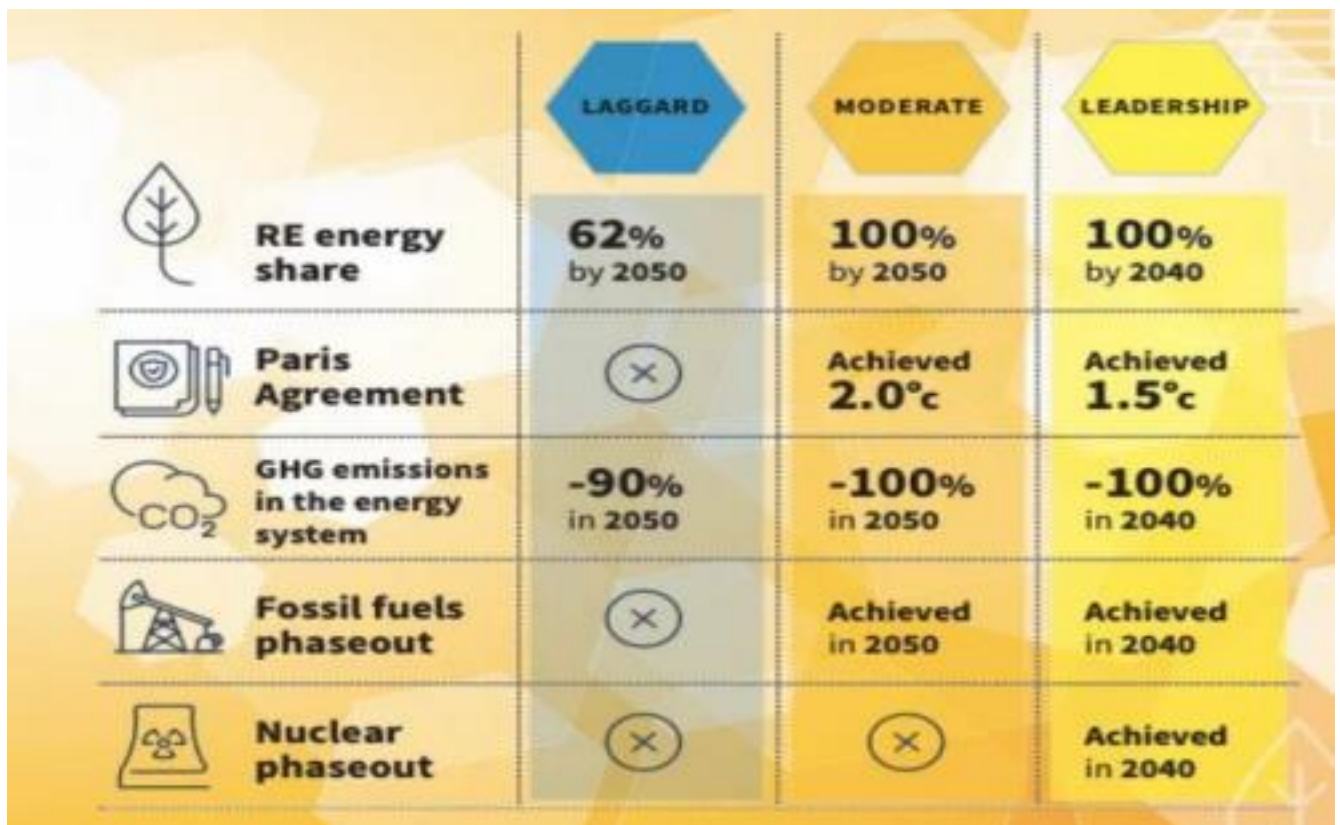 LAGGARD
MODERATE
LEADERSHIP
RE energy
share
62%
by 2050
100%
by 2050
100%
by 2040
Paris
Agreement
Achieved
2.0°c
Achieved
1.5°c
CO2
GHG emissions
in the energy
system
-90%
in 2050
-100%
in 2050
-100%
in 2040
Fossil fuels
phaseout
Achieved
in 2050
Achieved
in 2040
Nuclear
phaseout
Achieved
in 2040